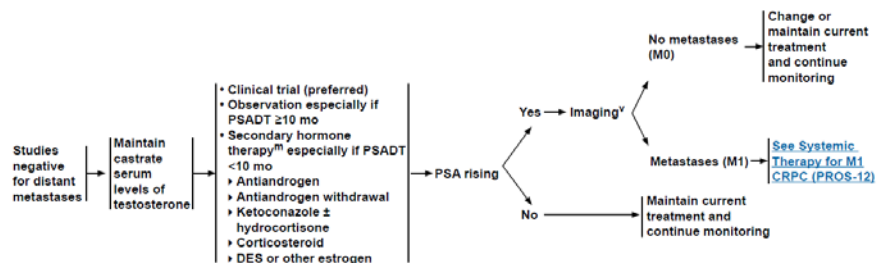 Studies
negative
for distant
metastases
Maintain
castrate
serum
levels of
testosterone
• Clinical trial (preferred)
• Observation especially if
PSADT ≥10 mo
• Secondary hormone
therapyᵐ especially if PSADT
<10 mo
Antiandrogen
Antiandrogen withdrawal
Ketoconazole ±
hydrocortisone
Corticosteroid
DES or other estrogen
PSA rising
Yes
Imagingᵛ
No metastases
(M0)
Change or
maintain current
treatment
and continue
monitoring
Metastases (M1)
See Systemic
Therapy for M1
CRPC (PROS-12)
No
Maintain current
treatment and
continue monitoring